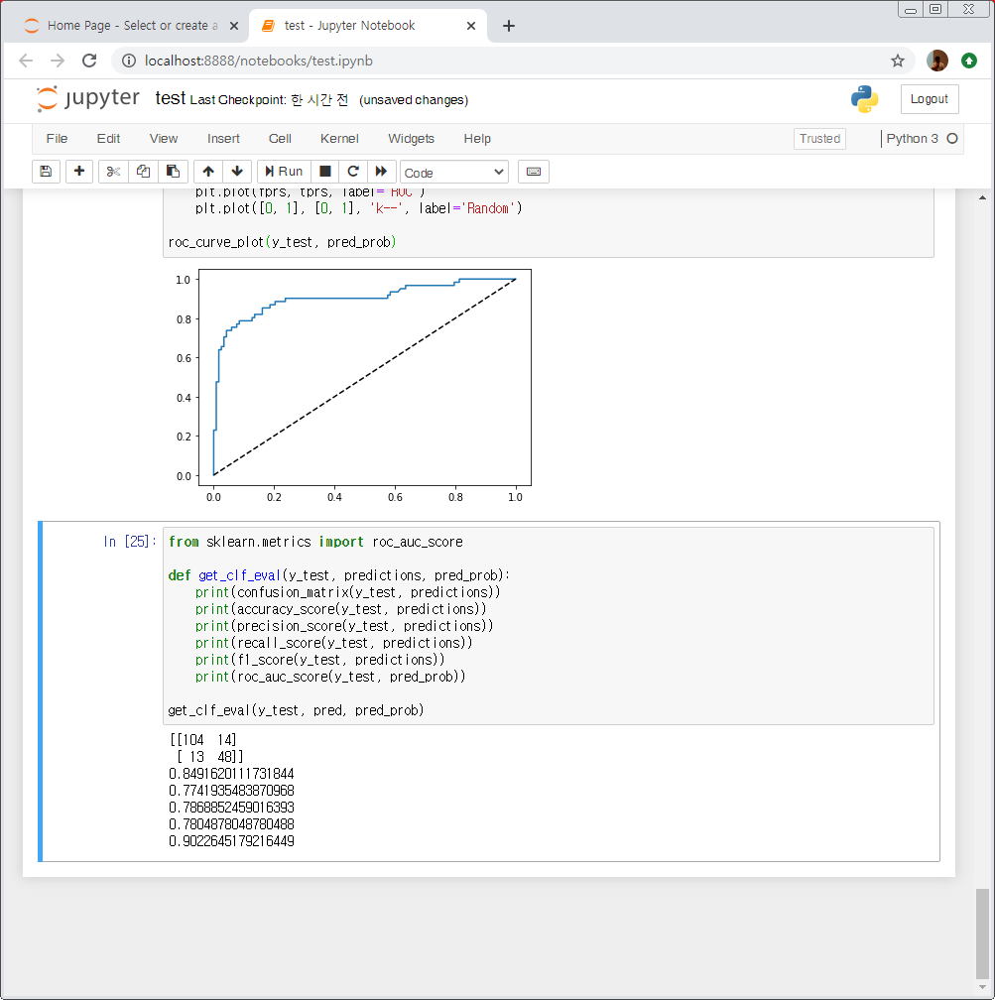 Home Page - Select or create a
test - Jupyter Notebook
localhost:8888/notebooks/test.ipynb
jupyter test Last Checkpoint: 한 시간 전 (unsaved changes)
Logout
File Edit View Insert Cell Kernel Widgets Help
Trusted
Python 3
Run
Code
plt.plot(fprs, tprs, label='ROC')
plt.plot([0, 1], [0, 1], 'k--', label='Random')
roc_curve_plot(y_test, pred_prob)
1.0
0.8
0.6
0.4
0.2
0.0
0.0 0.2 0.4 0.6 0.8 1.0
In [25]:
from sklearn.metrics import roc_auc_score
def get_clf_eval(y_test, predictions, pred_prob):
print(confusion_matrix(y_test, predictions))
print(accuracy_score(y_test, predictions))
print(precision_score(y_test, predictions))
print(recall_score(y_test, predictions))
print(f1_score(y_test, predictions))
print(roc_auc_score(y_test, pred_prob))
get_clf_eval(y_test, pred, pred_prob)
[[104 14]
[ 13 48]]
0.8491620111731844
0.7741935483870968
0.7868852459016393
0.7804878048780488
0.9022645179216449